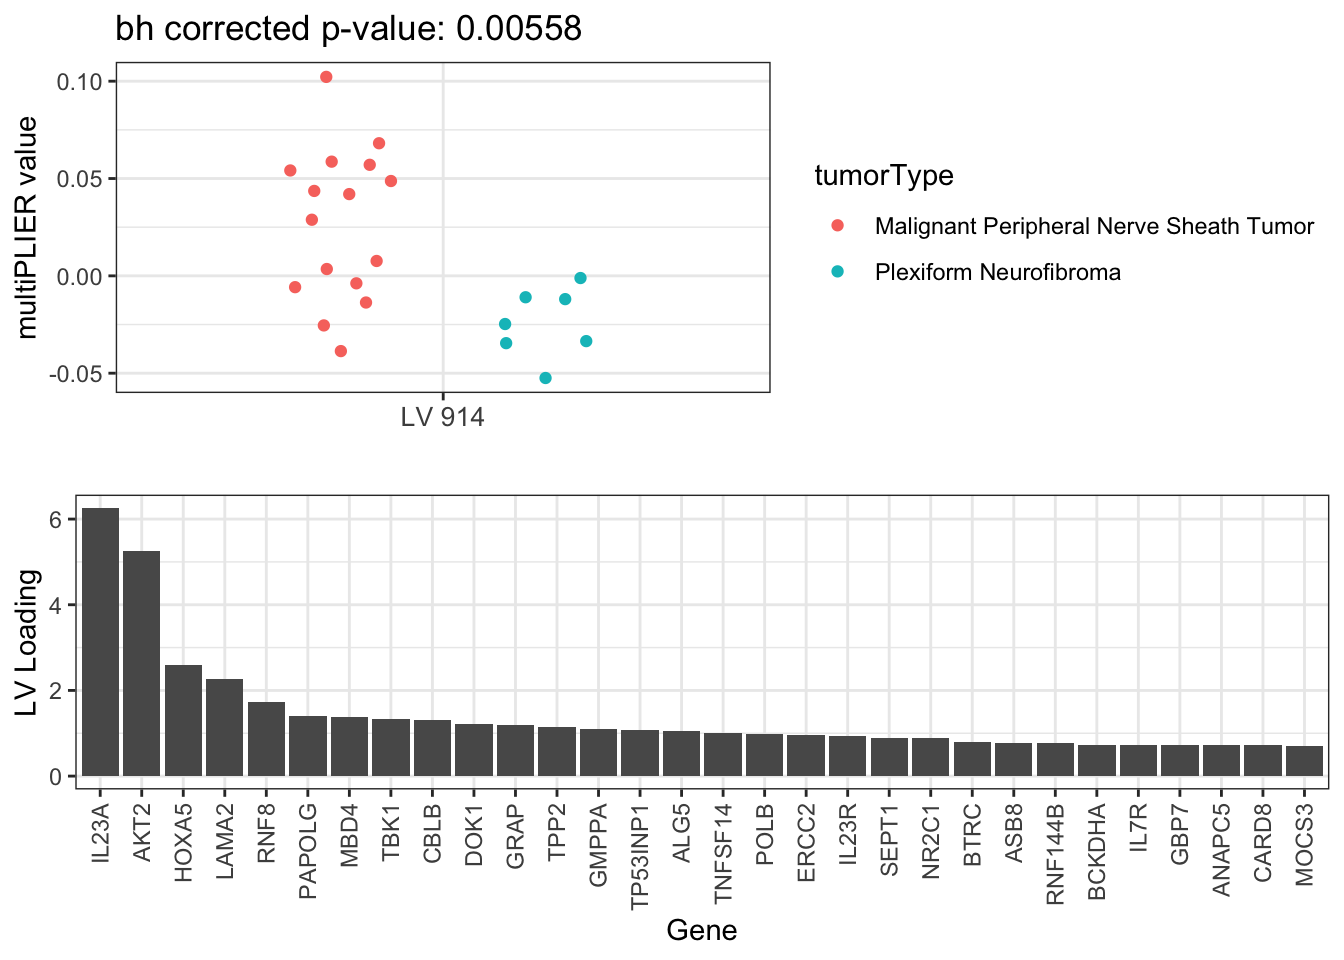 bh corrected p-value: 0.00558
multiPLIER value
0.10
0.05
0.00
-0.05
LV 914
tumorType
Malignant Peripheral Nerve Sheath Tumor
Plexiform Neurofibroma
LV Loading
6
4
2
0
IL23A
AKT2
HOXA5
LAMA2
RNF8
PAPOLG
MBD4
TBK1
CBLB
DOK1
GRAP
TPP2
GMPPA
TP53INP1
ALG5
TNFSF14
POLB
ERCC2
IL23R
SEPT1
NR2C1
BTRC
ASB8
RNF144B
BCKDHA
IL7R
GBP7
ANAPC5
CARD8
MOCS3
Gene